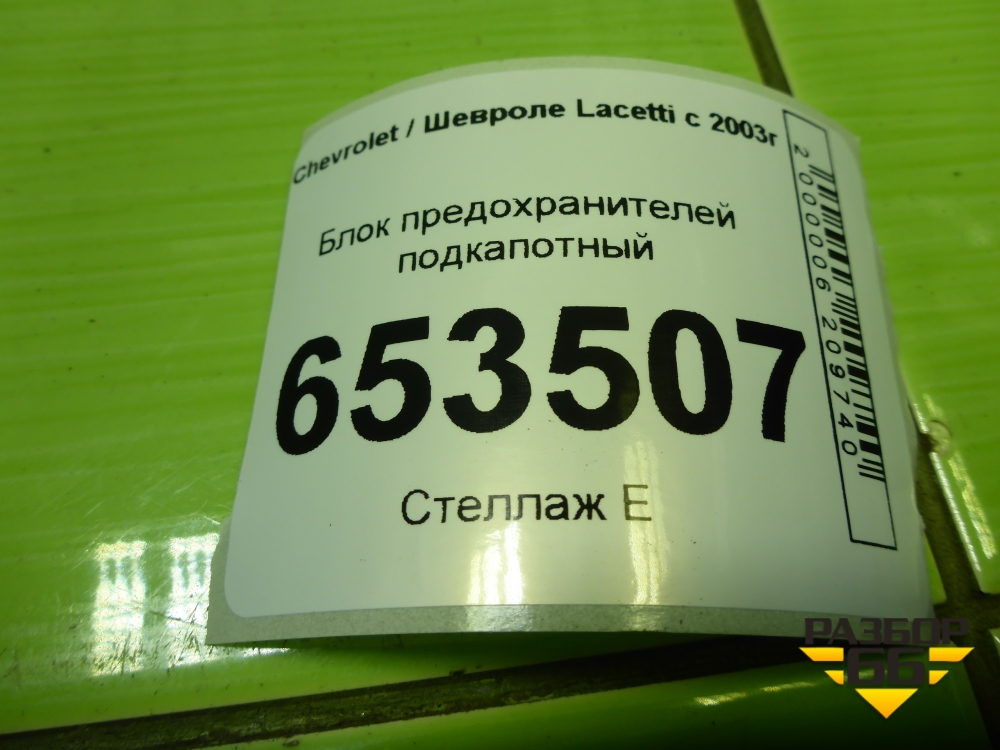 Chevrolet / Шевроле Lacetti с 2003г
Блок предохранителей
подкапотный
653507
Стеллаж Е
2000006209740
РАЗБОР
66